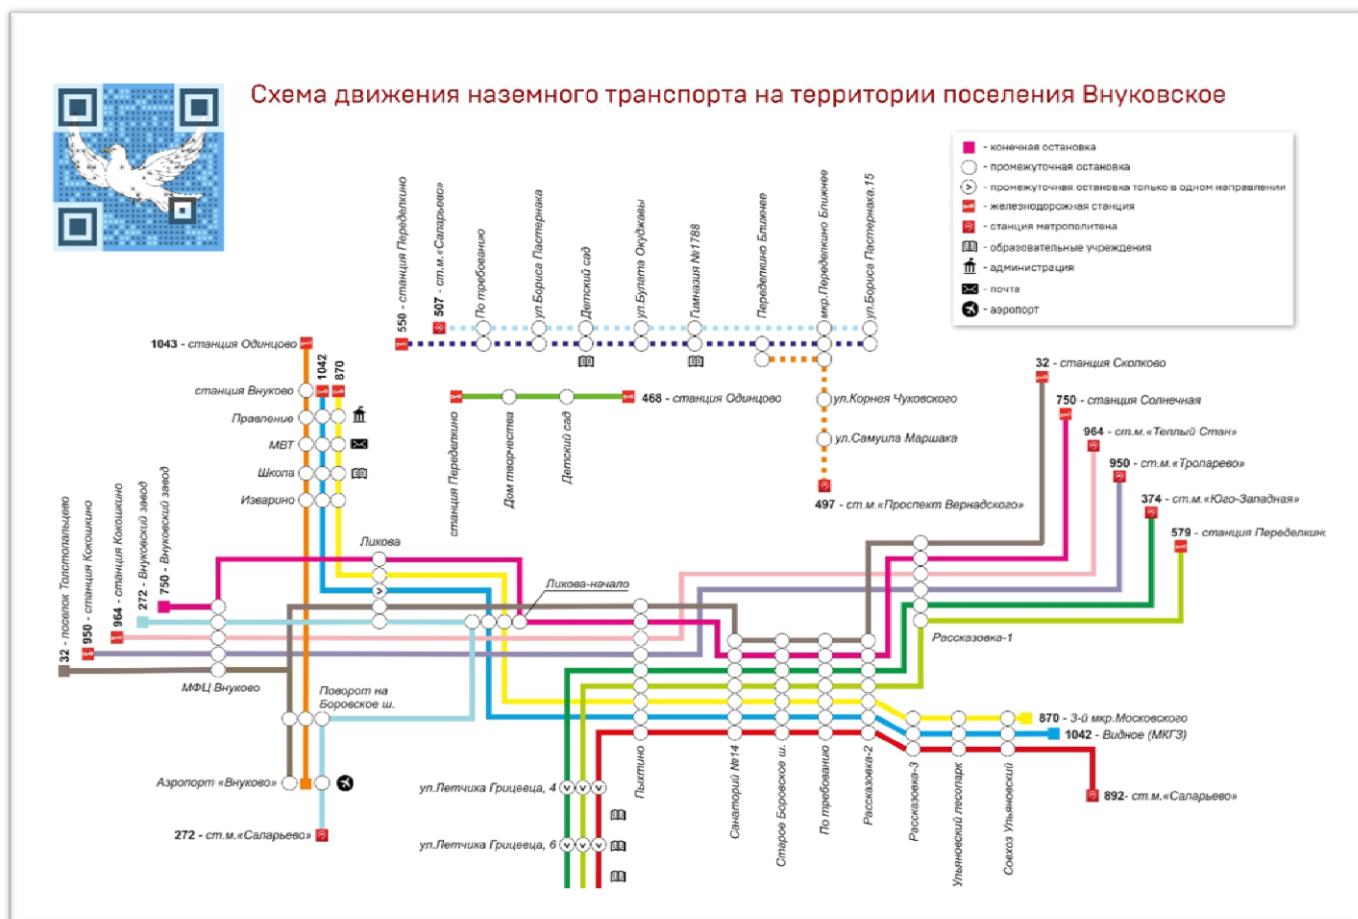 Схема движения наземного транспорта на территории поселения Внуковское
- конечная остановка
- промежуточная остановка
- промежуточная остановка только в одном направлении
- железнодорожная станция
- станция метрополитена
- образовательные учреждения
- администрация
- почта
- аэропорт
550 - станция Переделкино
507 - ст.м.«Саларьево»
По требованию
ул.Бориса Пастернака
Детский сад
ул.Булата Окуджавы
Гимназия №1788
Переделкино Ближнее
мкр.Переделкино Ближнее
ул.Бориса Пастернака,15
ул.Корнея Чуковского
ул.Самуила Маршака
497 - ст.м.«Проспект Вернадского»
468 - станция Одинцово
станция Переделкино
Дом творчества
Детский сад
1043 - станция Одинцово
1042
870
станция Внуково
Правление
МВТ
Школа
Изварино
32 - станция Сколково
750 - станция Солнечная
964 - ст.м.«Теплый Стан»
950 - ст.м.«Тропарево»
374 - ст.м.«Юго-Западная»
579 - станция Переделкино
32 - поселок Толстопальцево
950 - станция Кокошкино
964 - станция Кокошкино
272 - Внуковский завод
750 - Внуковский завод
Ликова
Ликова-начало
Рассказовка-1
МФЦ Внуково
Поворот на
Боровское ш.
Аэропорт «Внуково»
272 - ст.м.«Саларьево»
ул.Летчика Грицевца, 4
ул.Летчика Грицевца, 6
Пыхтино
Санаторий №14
Старое Боровское ш.
По требованию
Рассказовка-2
Рассказовка-3
Ульяновский лесопарк
Совхоз Ульяновский
870 - 3-й мкр.Московского
1042 - Видное (МКГЗ)
892- ст.м.«Саларьево»